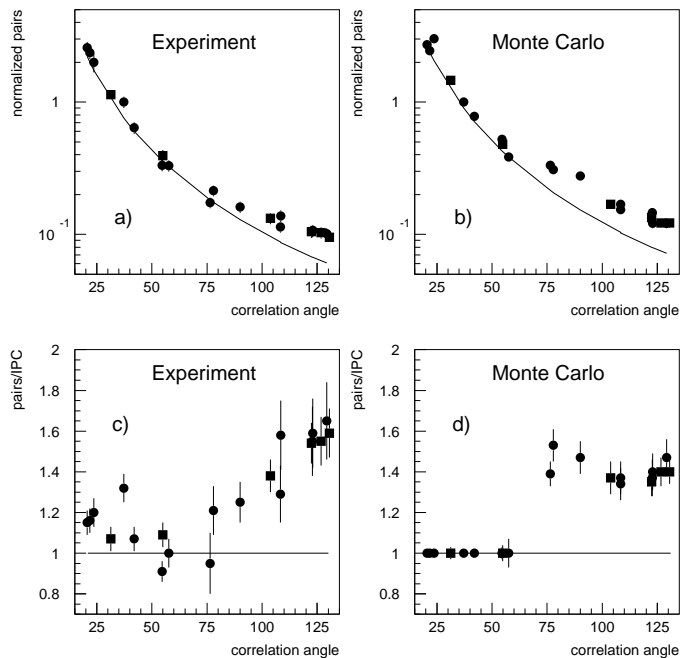 Experiment
a)
normalized pairs
1
10⁻¹
25 50 75 100 125
correlation angle
Monte Carlo
b)
normalized pairs
1
10⁻¹
25 50 75 100 125
correlation angle
Experiment
c)
pairs/IPC
2
1.8
1.6
1.4
1.2
1
0.8
25 50 75 100 125
correlation angle
Monte Carlo
d)
pairs/IPC
2
1.8
1.6
1.4
1.2
1
0.8
25 50 75 100 125
correlation angle